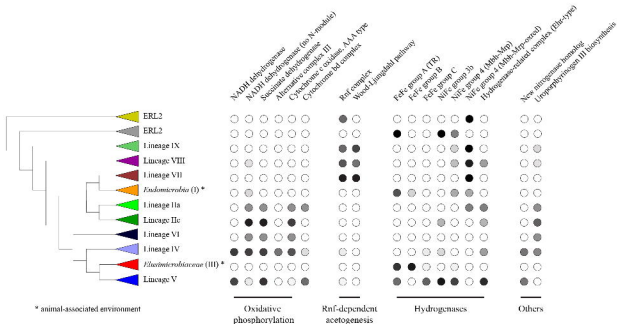 NADH dehydrogenase
NADH dehydrogenase (no N-module)
Succinate dehydrogenase
Alternative complex III
Cytochrome c oxidase, AAA type
Cytochrome bd complex
Rnf complex
Wood-Ljungdahl pathway
FeFe group A (TR)
FeFe group B
FeFe group C
NiFe group 3b
NiFe group 4 (Mbh-Mrp)
NiFe group 4 (Mbh-Mrp-oxred)
Hydrogenase-related complex (Ehr-type)
New nitrogenase homolog
Uroporphyrinogen III biosynthesis
ERL2
ERL2
Lineage IX
Lineage VIII
Lineage VII
Endomicrobia (I) *
Lineage IIa
Lineage IIc
Lineage VI
Lineage IV
Elusimicrobiaceae (III) *
Lineage V
* animal-associated environment
Oxidative
phosphorylation
Rnf-dependent
acetogenesis
Hydrogenases
Others